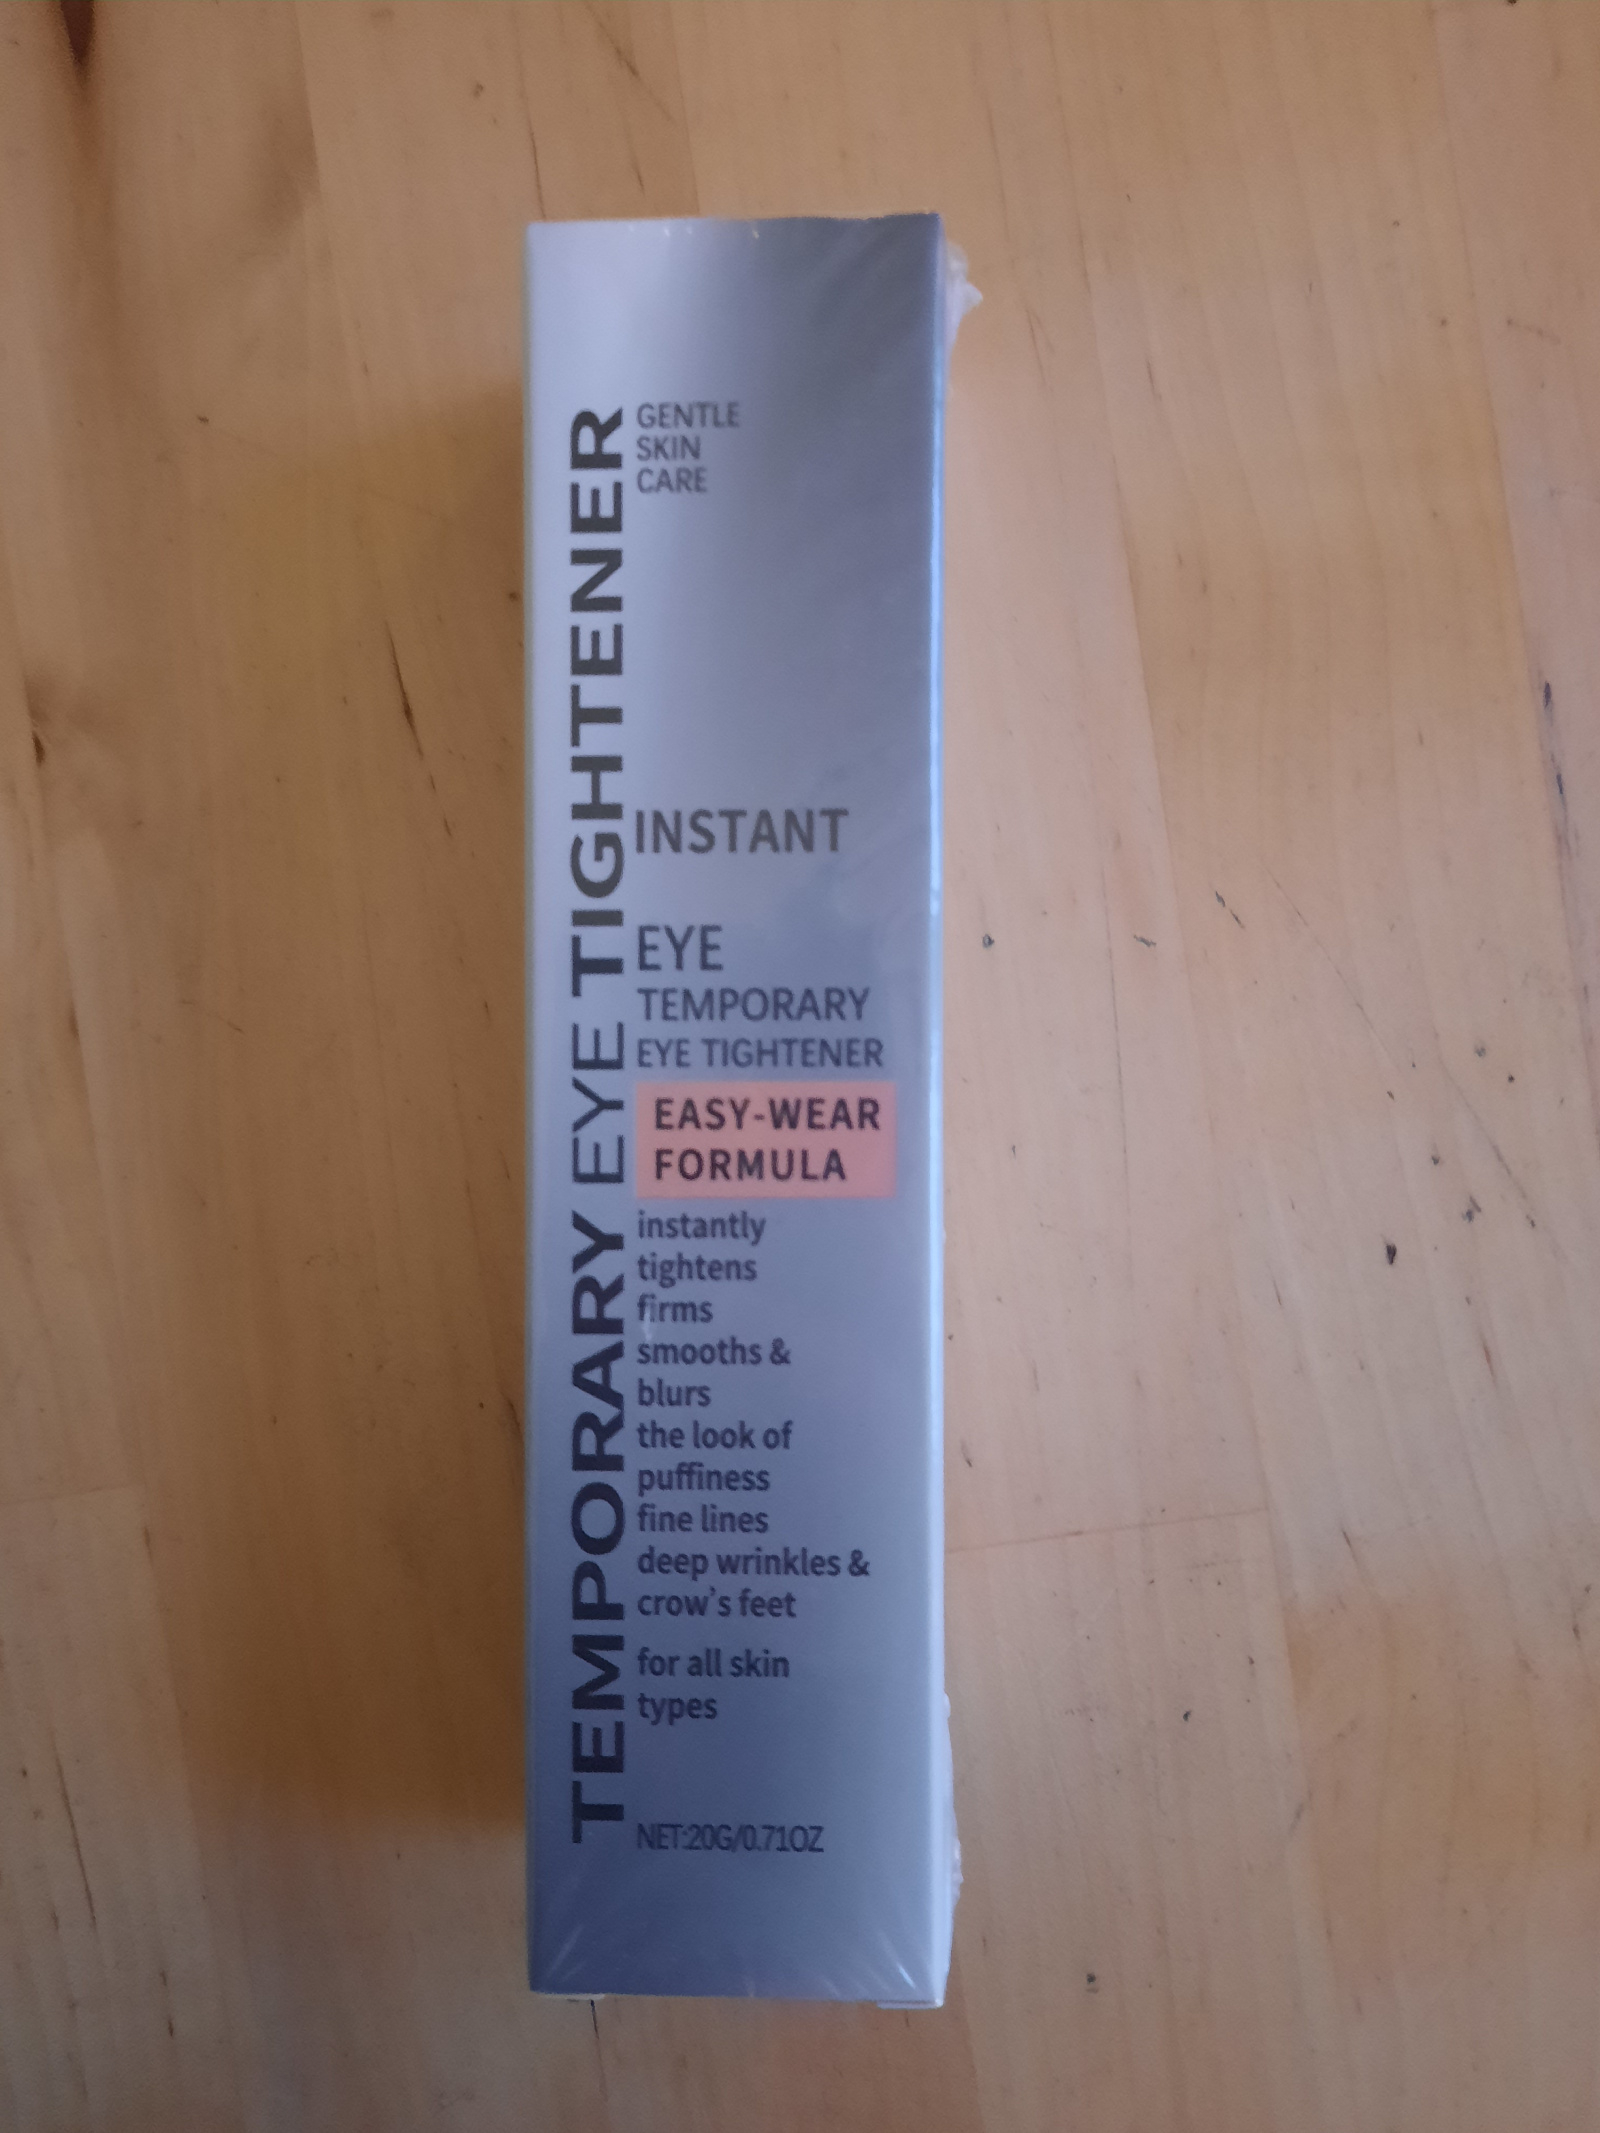 TEMPORARY EYE TIGHTENER
GENTLE
SKIN
CARE
INSTANT
EYE
TEMPORARY
EYE TIGHTENER
EASY-WEAR
FORMULA
instantly
tightens
firms
smooths &
blurs
the look of
puffiness
fine lines
deep wrinkles &
crow's feet
for all skin
types
NET:20G/0.71OZ